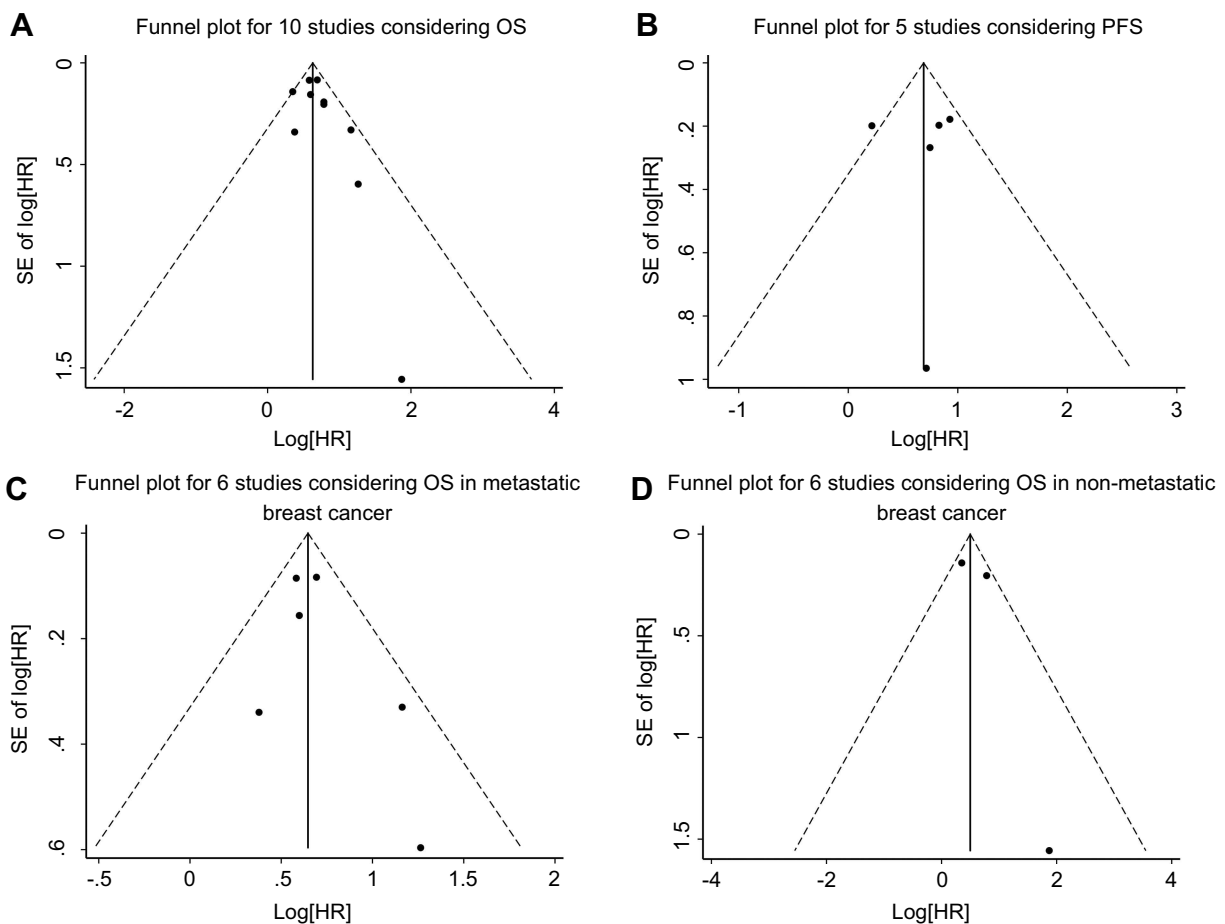 A
Funnel plot for 10 studies considering OS
0
.5
1
1.5
SE of log[HR]
-2
0
2
4
Log[HR]
B
Funnel plot for 5 studies considering PFS
0
.2
.4
.6
.8
1
SE of log[HR]
-1
0
1
2
3
Log[HR]
C
Funnel plot for 6 studies considering OS in metastatic
breast cancer
0
.2
.4
.6
SE of log[HR]
-.5
0
.5
1
1.5
2
Log[HR]
D
Funnel plot for 6 studies considering OS in non-metastatic
breast cancer
0
.5
1
1.5
SE of log[HR]
-4
-2
0
2
4
Log[HR]